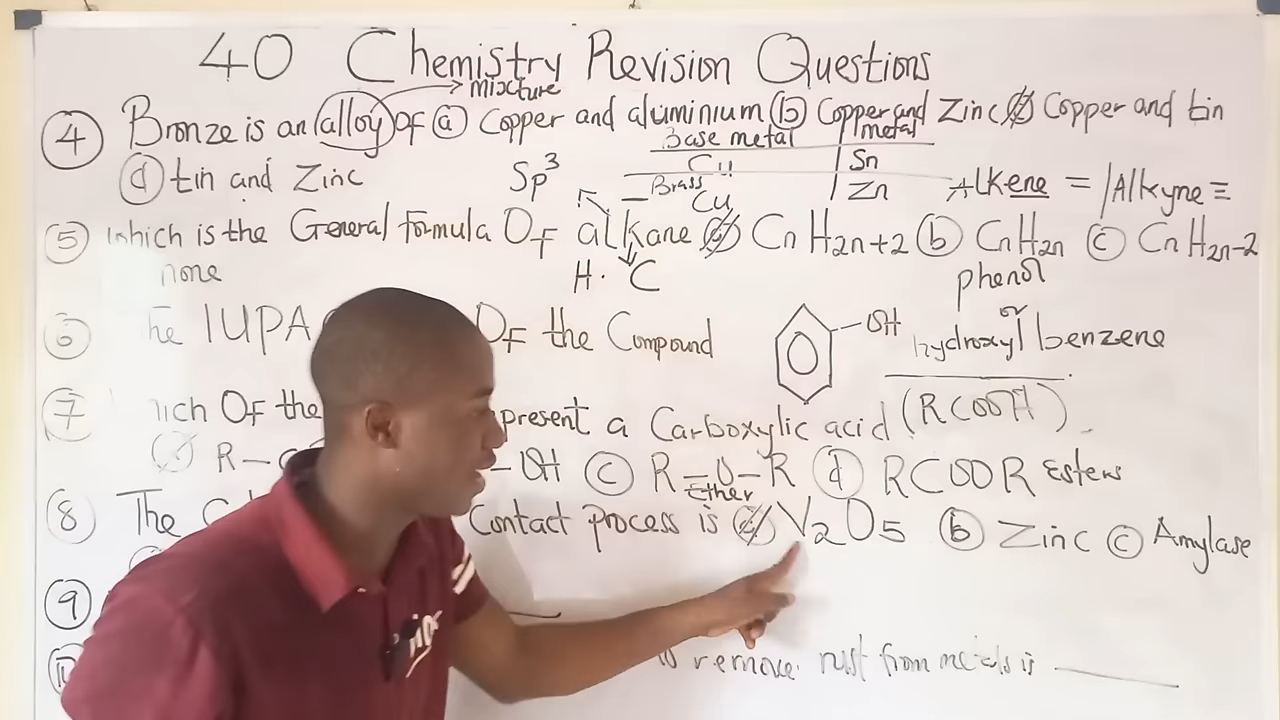 40 Chemistry Revision Questions
mixture
4 Bronze is an alloy of a Copper and aluminium b Copper and Zinc Copper and tin
d tin and Zinc
Base metal metal
Cu Sn
Brass
Cu Zn
Sp3
Alkene = /Alkyne ≡
5 which is the General formula Of alkane CnH2n+2 b CnH2n c CnH2n-2
none
H. C
6 he IUPA Of the Compound
OH
phenol
or
hydroxyl benzene
7 ich Of the present a Carboxylic acid (RCOOH)
R- -OH c R-O-R d RCOOR Esters
Ether
8 The Contact process is V2O5 b Zinc c Amylase
9
remove rust from metals is